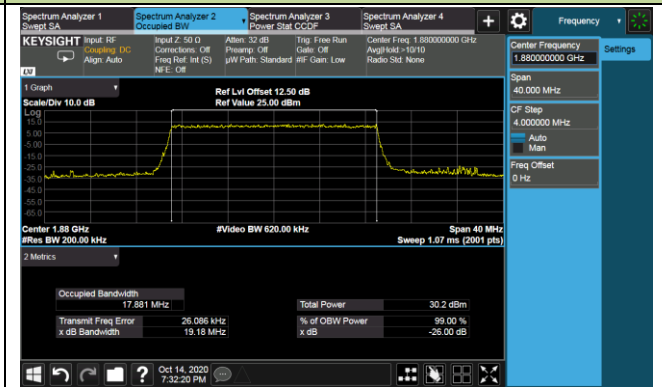 Spectrum Analyzer 1
Swept SA
Spectrum Analyzer 2
Occupied BW
Spectrum Analyzer 3
Power Stat CCDF
Spectrum Analyzer 4
Swept SA
+
Frequency
KEYSIGHT
Input: RF
Coupling: DC
Align: Auto
Input Z: 50 Ω
Corrections: Off
Freq Ref: Int (S)
NFE: Off
Atten: 32 dB
Preamp: Off
µW Path: Standard
Trig: Free Run
Gate: Off
#IF Gain: Low
Center Freq: 1.880000000 GHz
Avg|Hold:>10/10
Radio Std: None
LXI
Center Frequency
1.880000000 GHz
Settings
Span
40.000 MHz
CF Step
4.000000 MHz
Auto
Man
Freq Offset
0 Hz
1 Graph
Scale/Div 10.0 dB
Ref Lvl Offset 12.50 dB
Ref Value 25.00 dBm
Log
15.0
5.00
-5.00
-15.0
-25.0
-35.0
-45.0
-55.0
-65.0
Center 1.88 GHz
#Video BW 620.00 kHz
Span 40 MHz
#Res BW 200.00 kHz
Sweep 1.07 ms (2001 pts)
2 Metrics
Occupied Bandwidth
17.881 MHz
Total Power 30.2 dBm
Transmit Freq Error 26.086 kHz
% of OBW Power 99.00 %
x dB Bandwidth 19.18 MHz
x dB -26.00 dB
?
Oct 14, 2020
7:32:20 PM